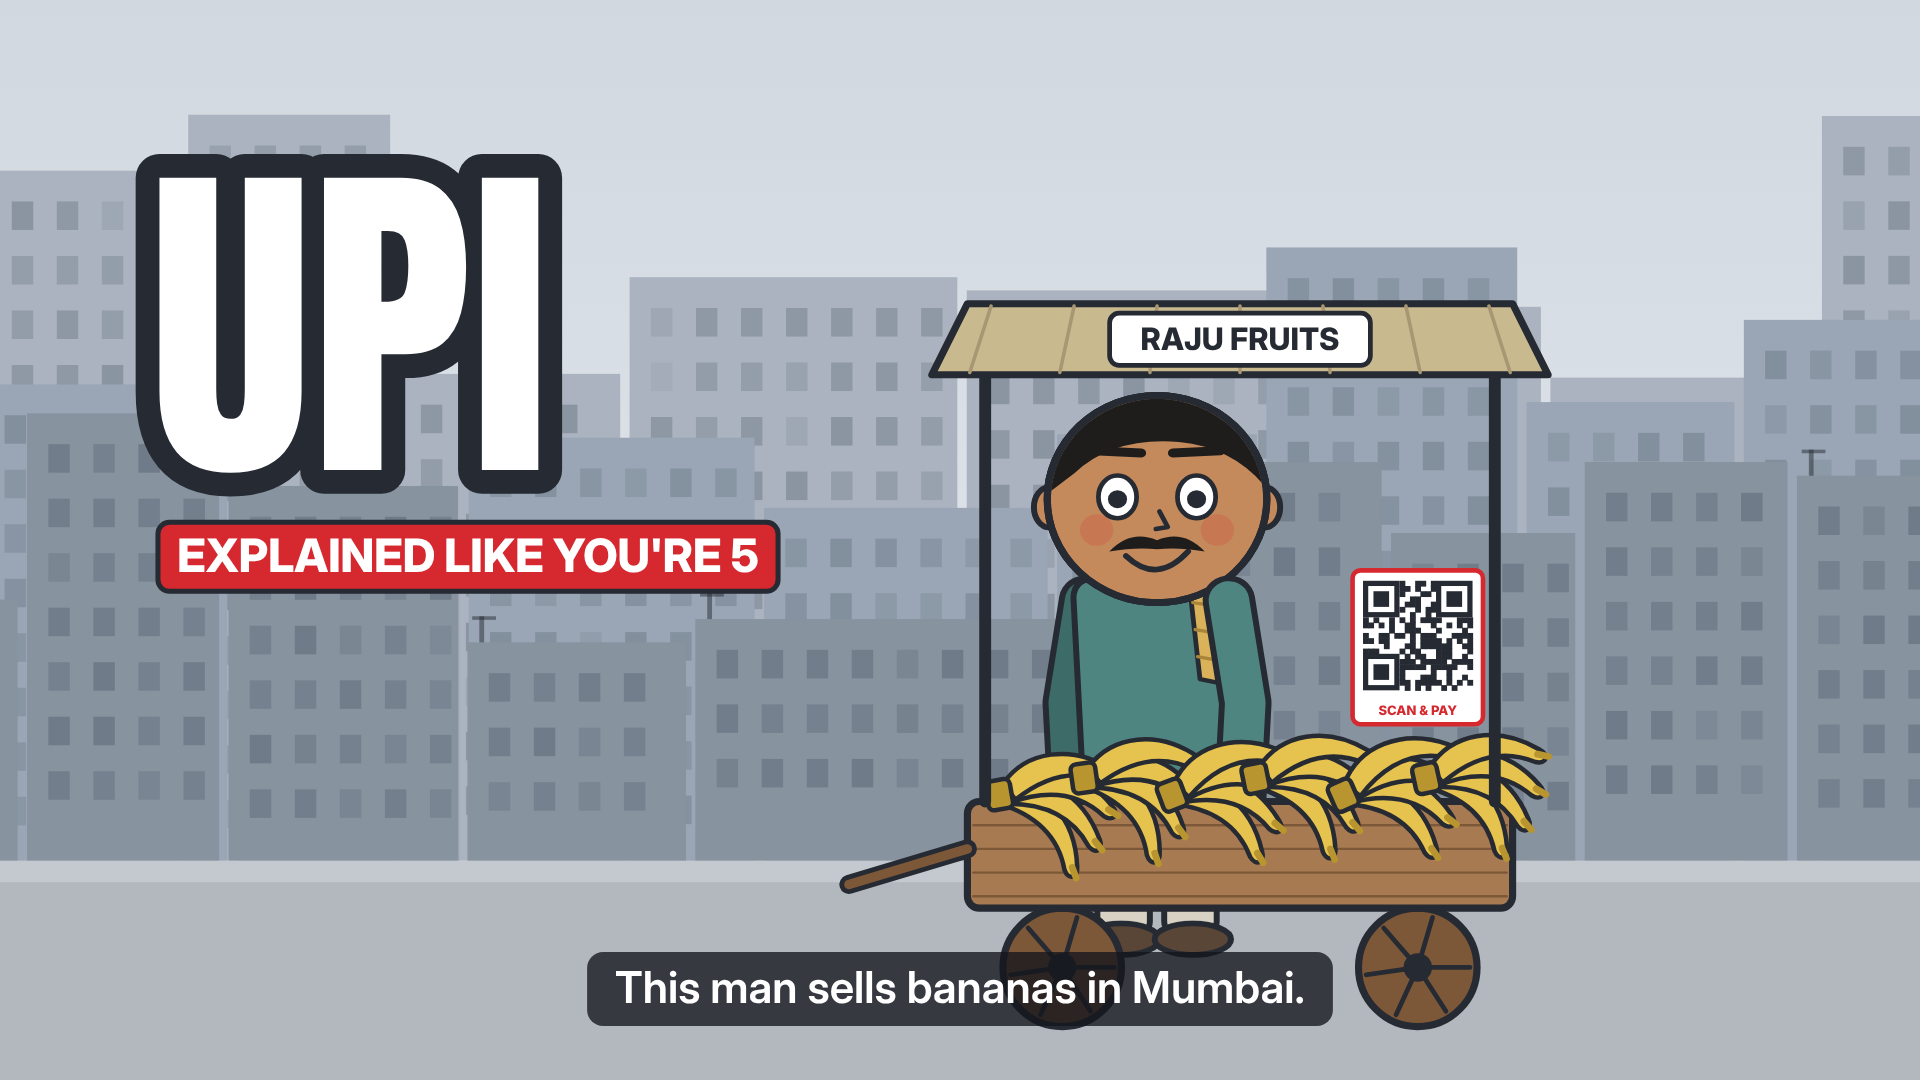 UPI
EXPLAINED LIKE YOU'RE 5
RAJU FRUITS
SCAN & PAY
This man sells bananas in Mumbai.